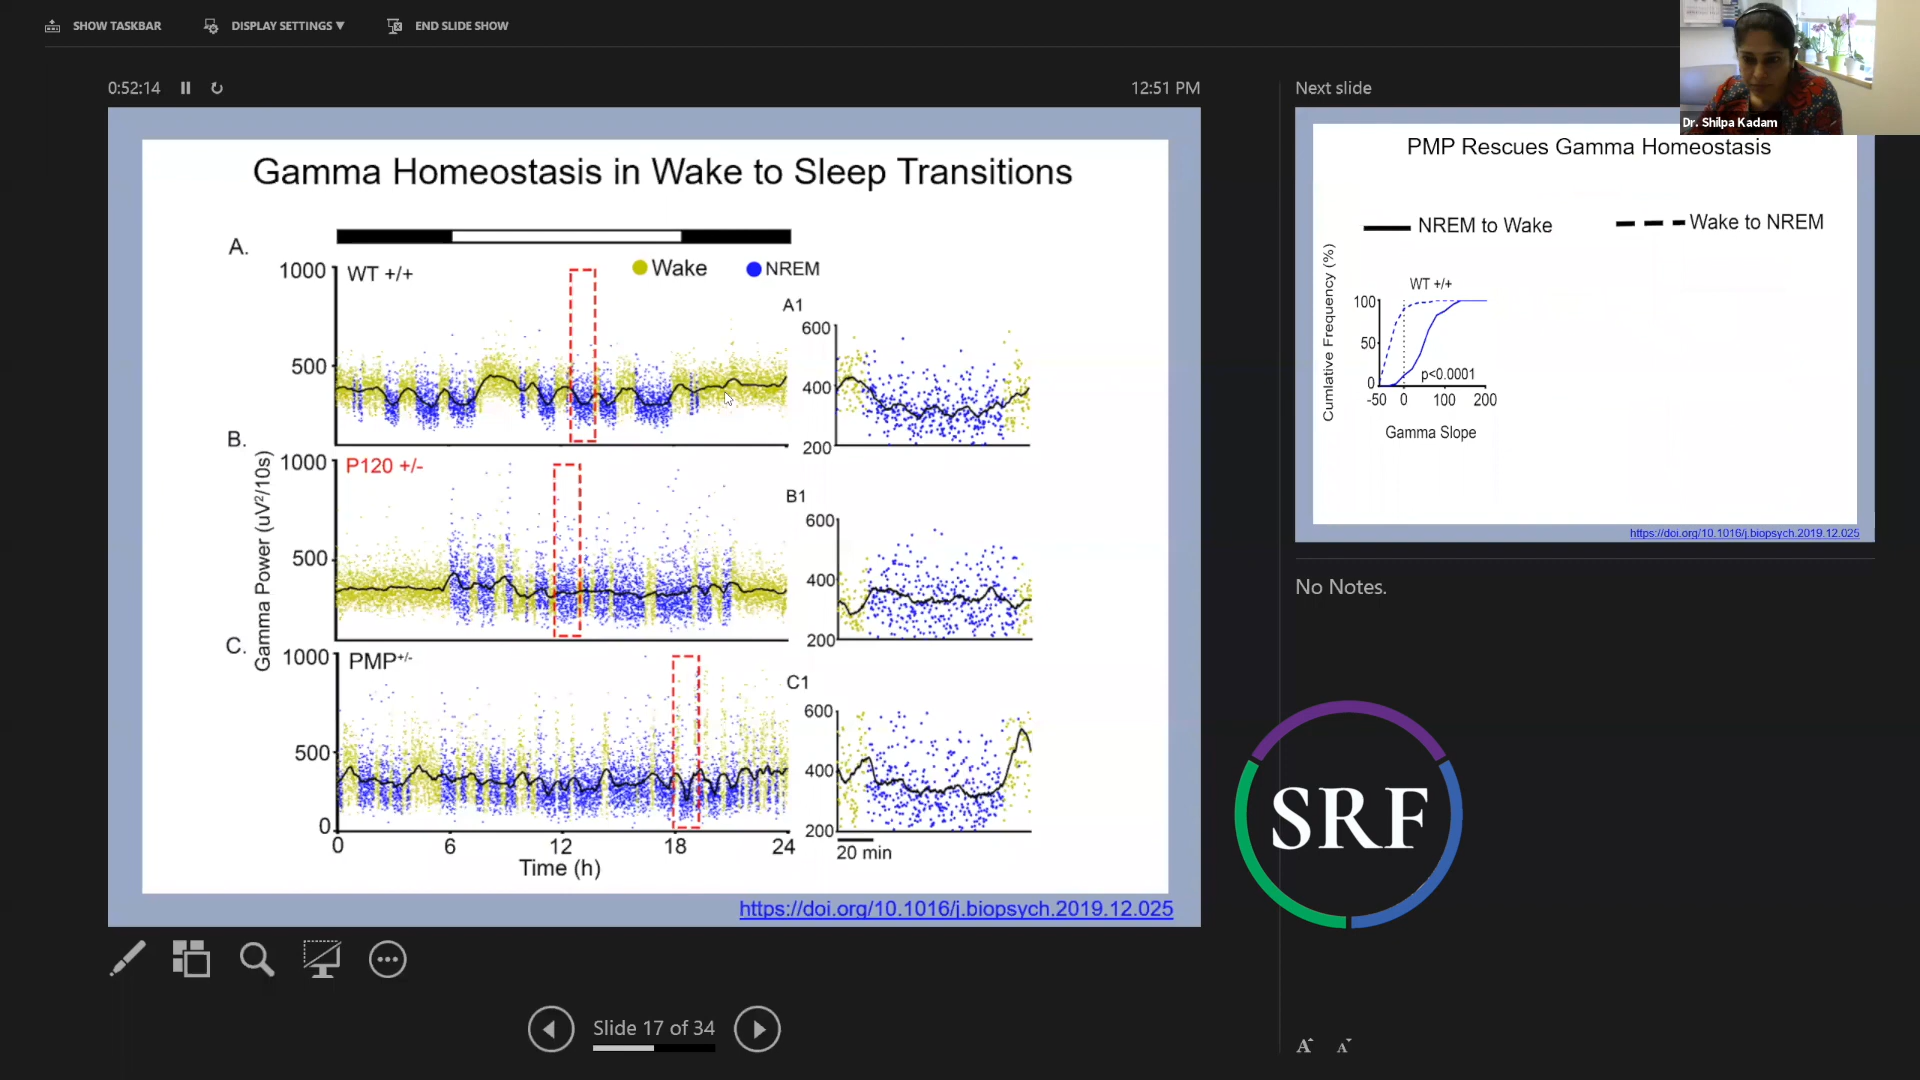 SHOW TASKBAR
DISPLAY SETTINGS ▼
END SLIDE SHOW
0:52:14
12:51 PM
Next slide
Dr. Shilpa Kadam
Gamma Homeostasis in Wake to Sleep Transitions
A.
Wake
NREM
1000
WT +/+
500
A1
600
400
200
B.
Gamma Power (uV²/10s)
1000
P120 +/-
500
B1
600
400
200
C.
1000
PMP+/-
500
0
C1
600
400
200
0 6 12 18 24
Time (h)
20 min
https://doi.org/10.1016/j.biopsych.2019.12.025
PMP Rescues Gamma Homeostasis
NREM to Wake
Wake to NREM
Cumulative Frequency (%)
WT +/+
100
50
0
p<0.0001
-50 0 100 200
Gamma Slope
https://doi.org/10.1016/j.biopsych.2019.12.025
No Notes.
SRF
Slide 17 of 34
A A